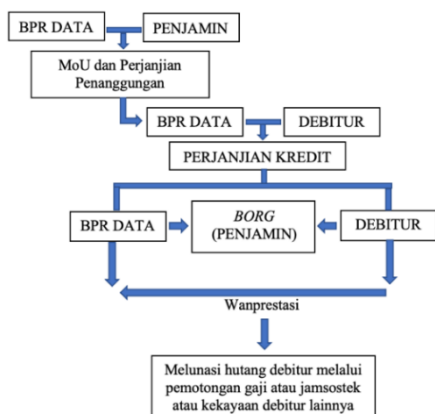 BPR DATA
PENJAMIN
MoU dan Perjanjian
Penanggungan
BPR DATA
DEBITUR
PERJANJIAN KREDIT
BPR DATA
BORG
(PENJAMIN)
DEBITUR
Wanprestasi
Melunasi hutang debitur melalui
pemotongan gaji atau jamsostek
atau kekayaan debitur lainnya